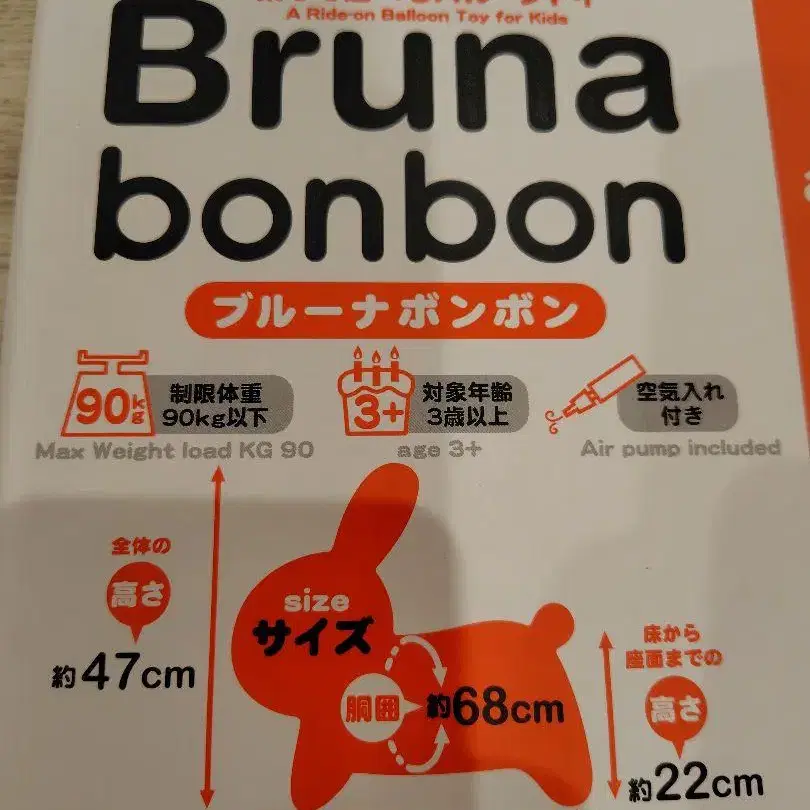 A Ride-on Balloon Toy for Kids
Bruna
bonbon
ブルーナボンボン
90kg
制限体重
90kg以下
Max Weight load KG 90
3+
対象年齢
3歳以上
age 3+
空気入れ
付き
Air pump included
全体の
高さ
約47cm
size
サイズ
胴囲
約68cm
床から
座面までの
高さ
約22cm